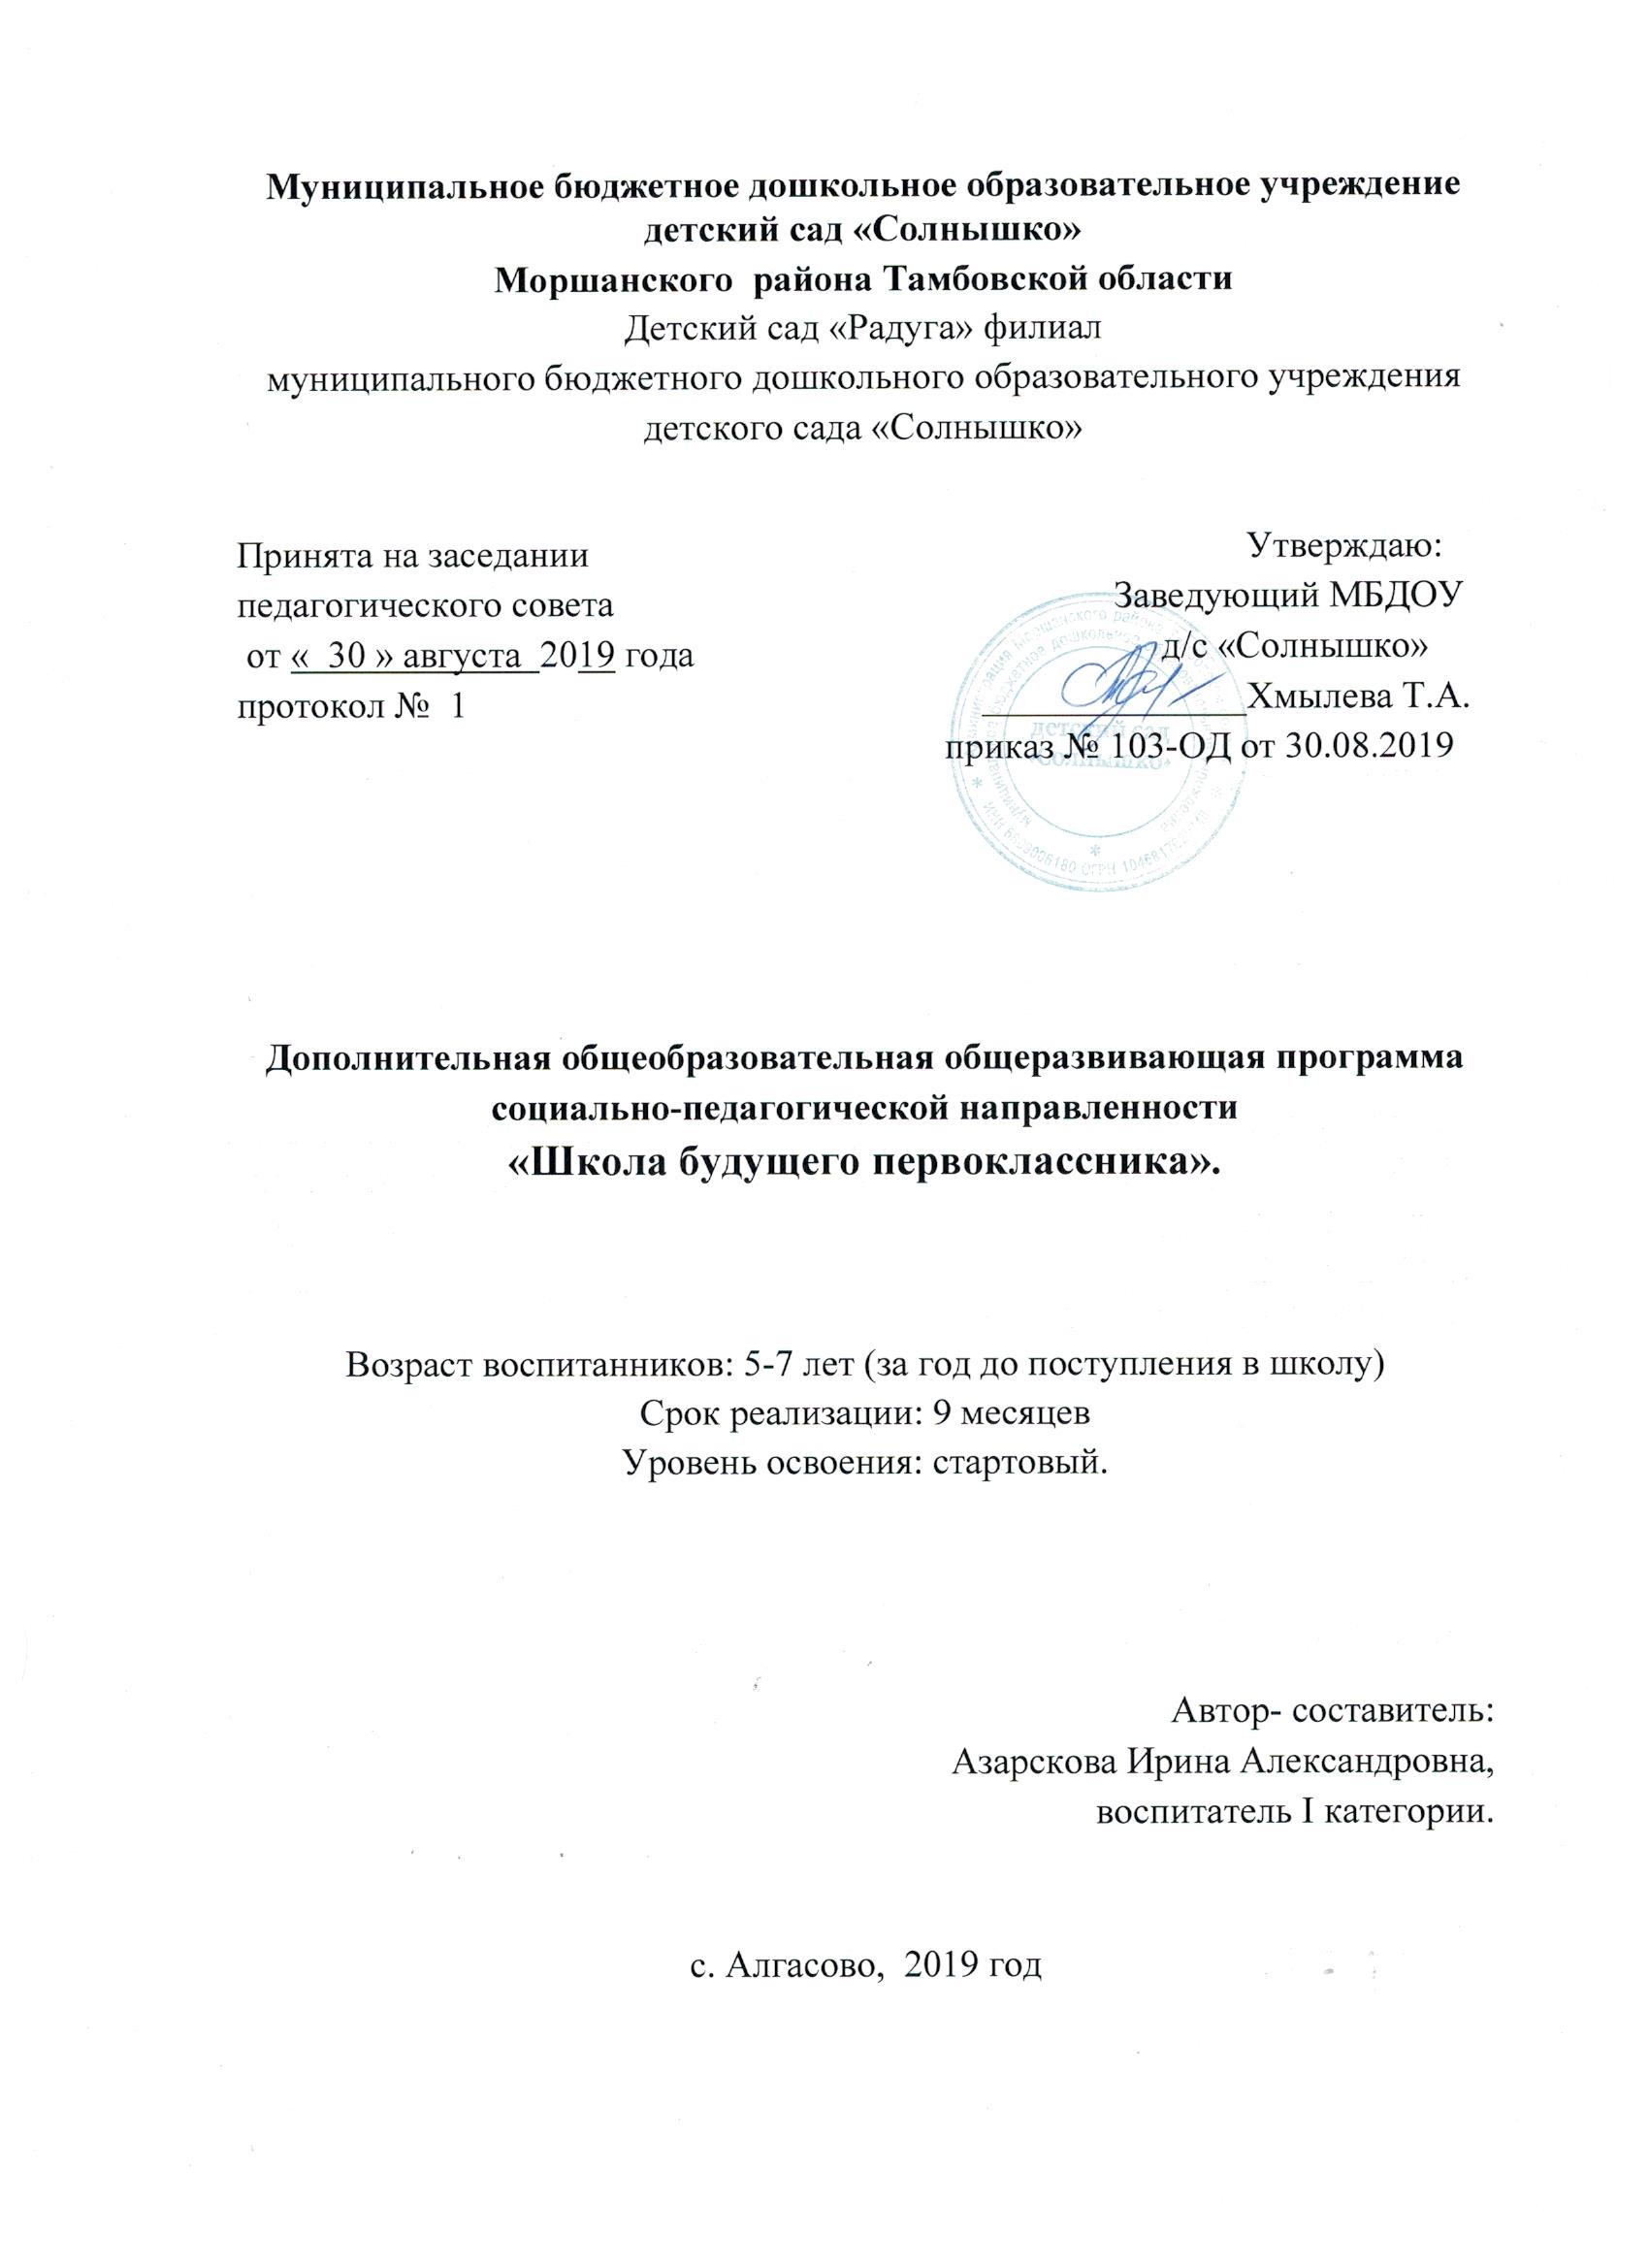 Муниципальное бюджетное дошкольное образовательное учреждение
детский сад «Солнышко»
Моршанского района Тамбовской области
Детский сад «Радуга» филиал
муниципального бюджетного дошкольного образовательного учреждения
детского сада «Солнышко»
Принята на заседании
педагогического совета
от « 30 » августа 2019 года
протокол № 1
Утверждаю:
Заведующий МБДОУ
д/с «Солнышко»
Хмылева Т.А.
приказ № 103-ОД от 30.08.2019
детский сад
«Солнышко»
Дополнительная общеобразовательная общеразвивающая программа
социально-педагогической направленности
«Школа будущего первоклассника».
Возраст воспитанников: 5-7 лет (за год до поступления в школу)
Срок реализации: 9 месяцев
Уровень освоения: стартовый.
Автор- составитель:
Азарскова Ирина Александровна,
воспитатель I категории.
с. Алгасово, 2019 год